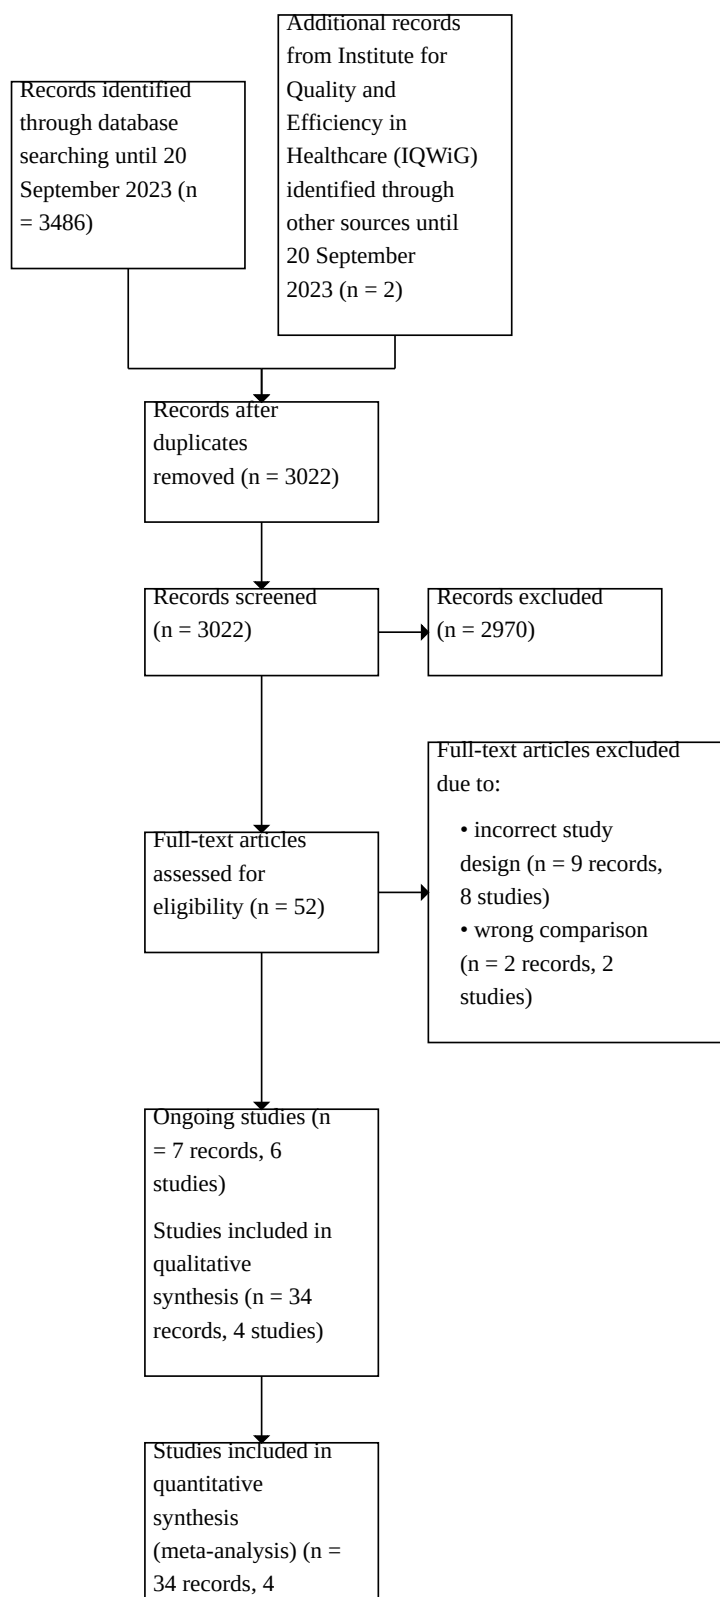 Records identified
through database
searching until 20
September 2023 (n
= 3486)
Additional records
from Institute for
Quality and
Efficiency in
Healthcare (IQWiG)
identified through
other sources until
20 September
2023 (n = 2)
Records after
duplicates
removed (n = 3022)
Records screened
(n = 3022)
Records excluded
(n = 2970)
Full-text articles
assessed for
eligibility (n = 52)
Full-text articles excluded
due to:
• incorrect study
design (n = 9 records,
8 studies)
• wrong comparison
(n = 2 records, 2
studies)
Ongoing studies (n
= 7 records, 6
studies)
Studies included in
qualitative
synthesis (n = 34
records, 4 studies)
Studies included in
quantitative
synthesis
(meta-analysis) (n =
34 records, 4